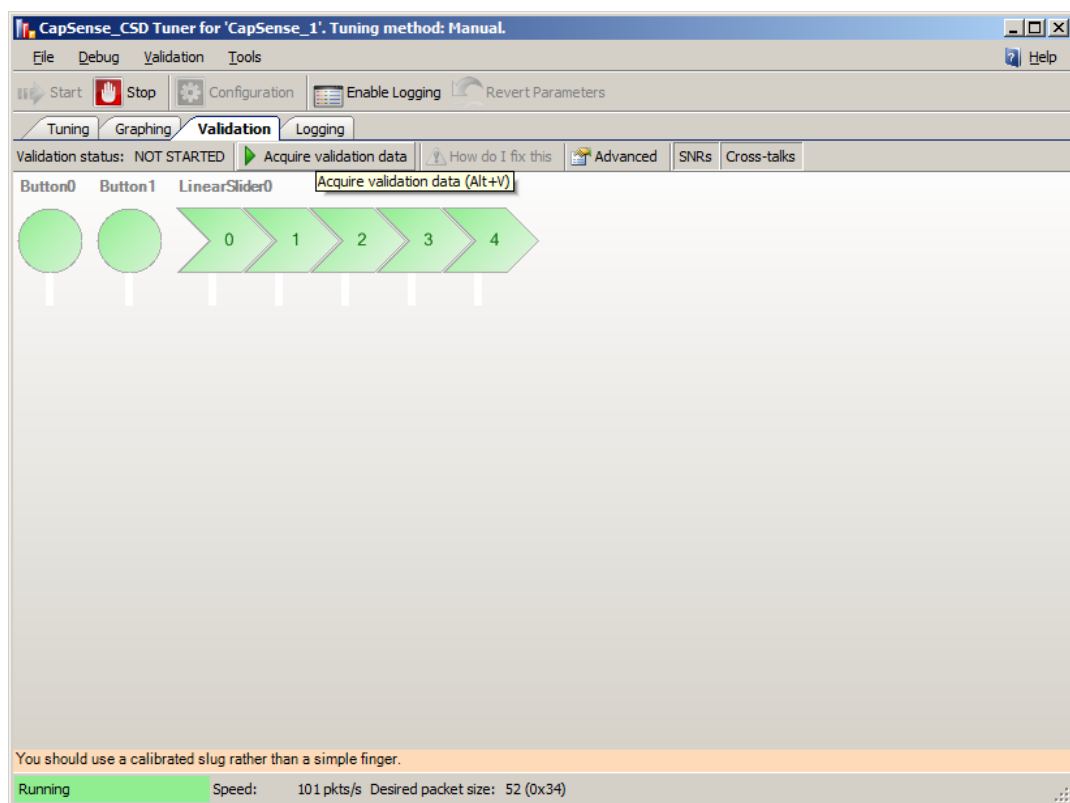 CapSense_CSD Tuner for 'CapSense_1'. Tuning method: Manual.
File Debug Validation Tools Help
Start Stop Configuration Enable Logging Revert Parameters
Tuning Graphing Validation Logging
Validation status: NOT STARTED Acquire validation data How do I fix this Advanced SNRs Cross-talks
Button0 Button1 LinearSlider0 Acquire validation data (Alt+V)
0 1 2 3 4
You should use a calibrated slug rather than a simple finger.
Running Speed: 101 pkts/s Desired packet size: 52 (0x34)